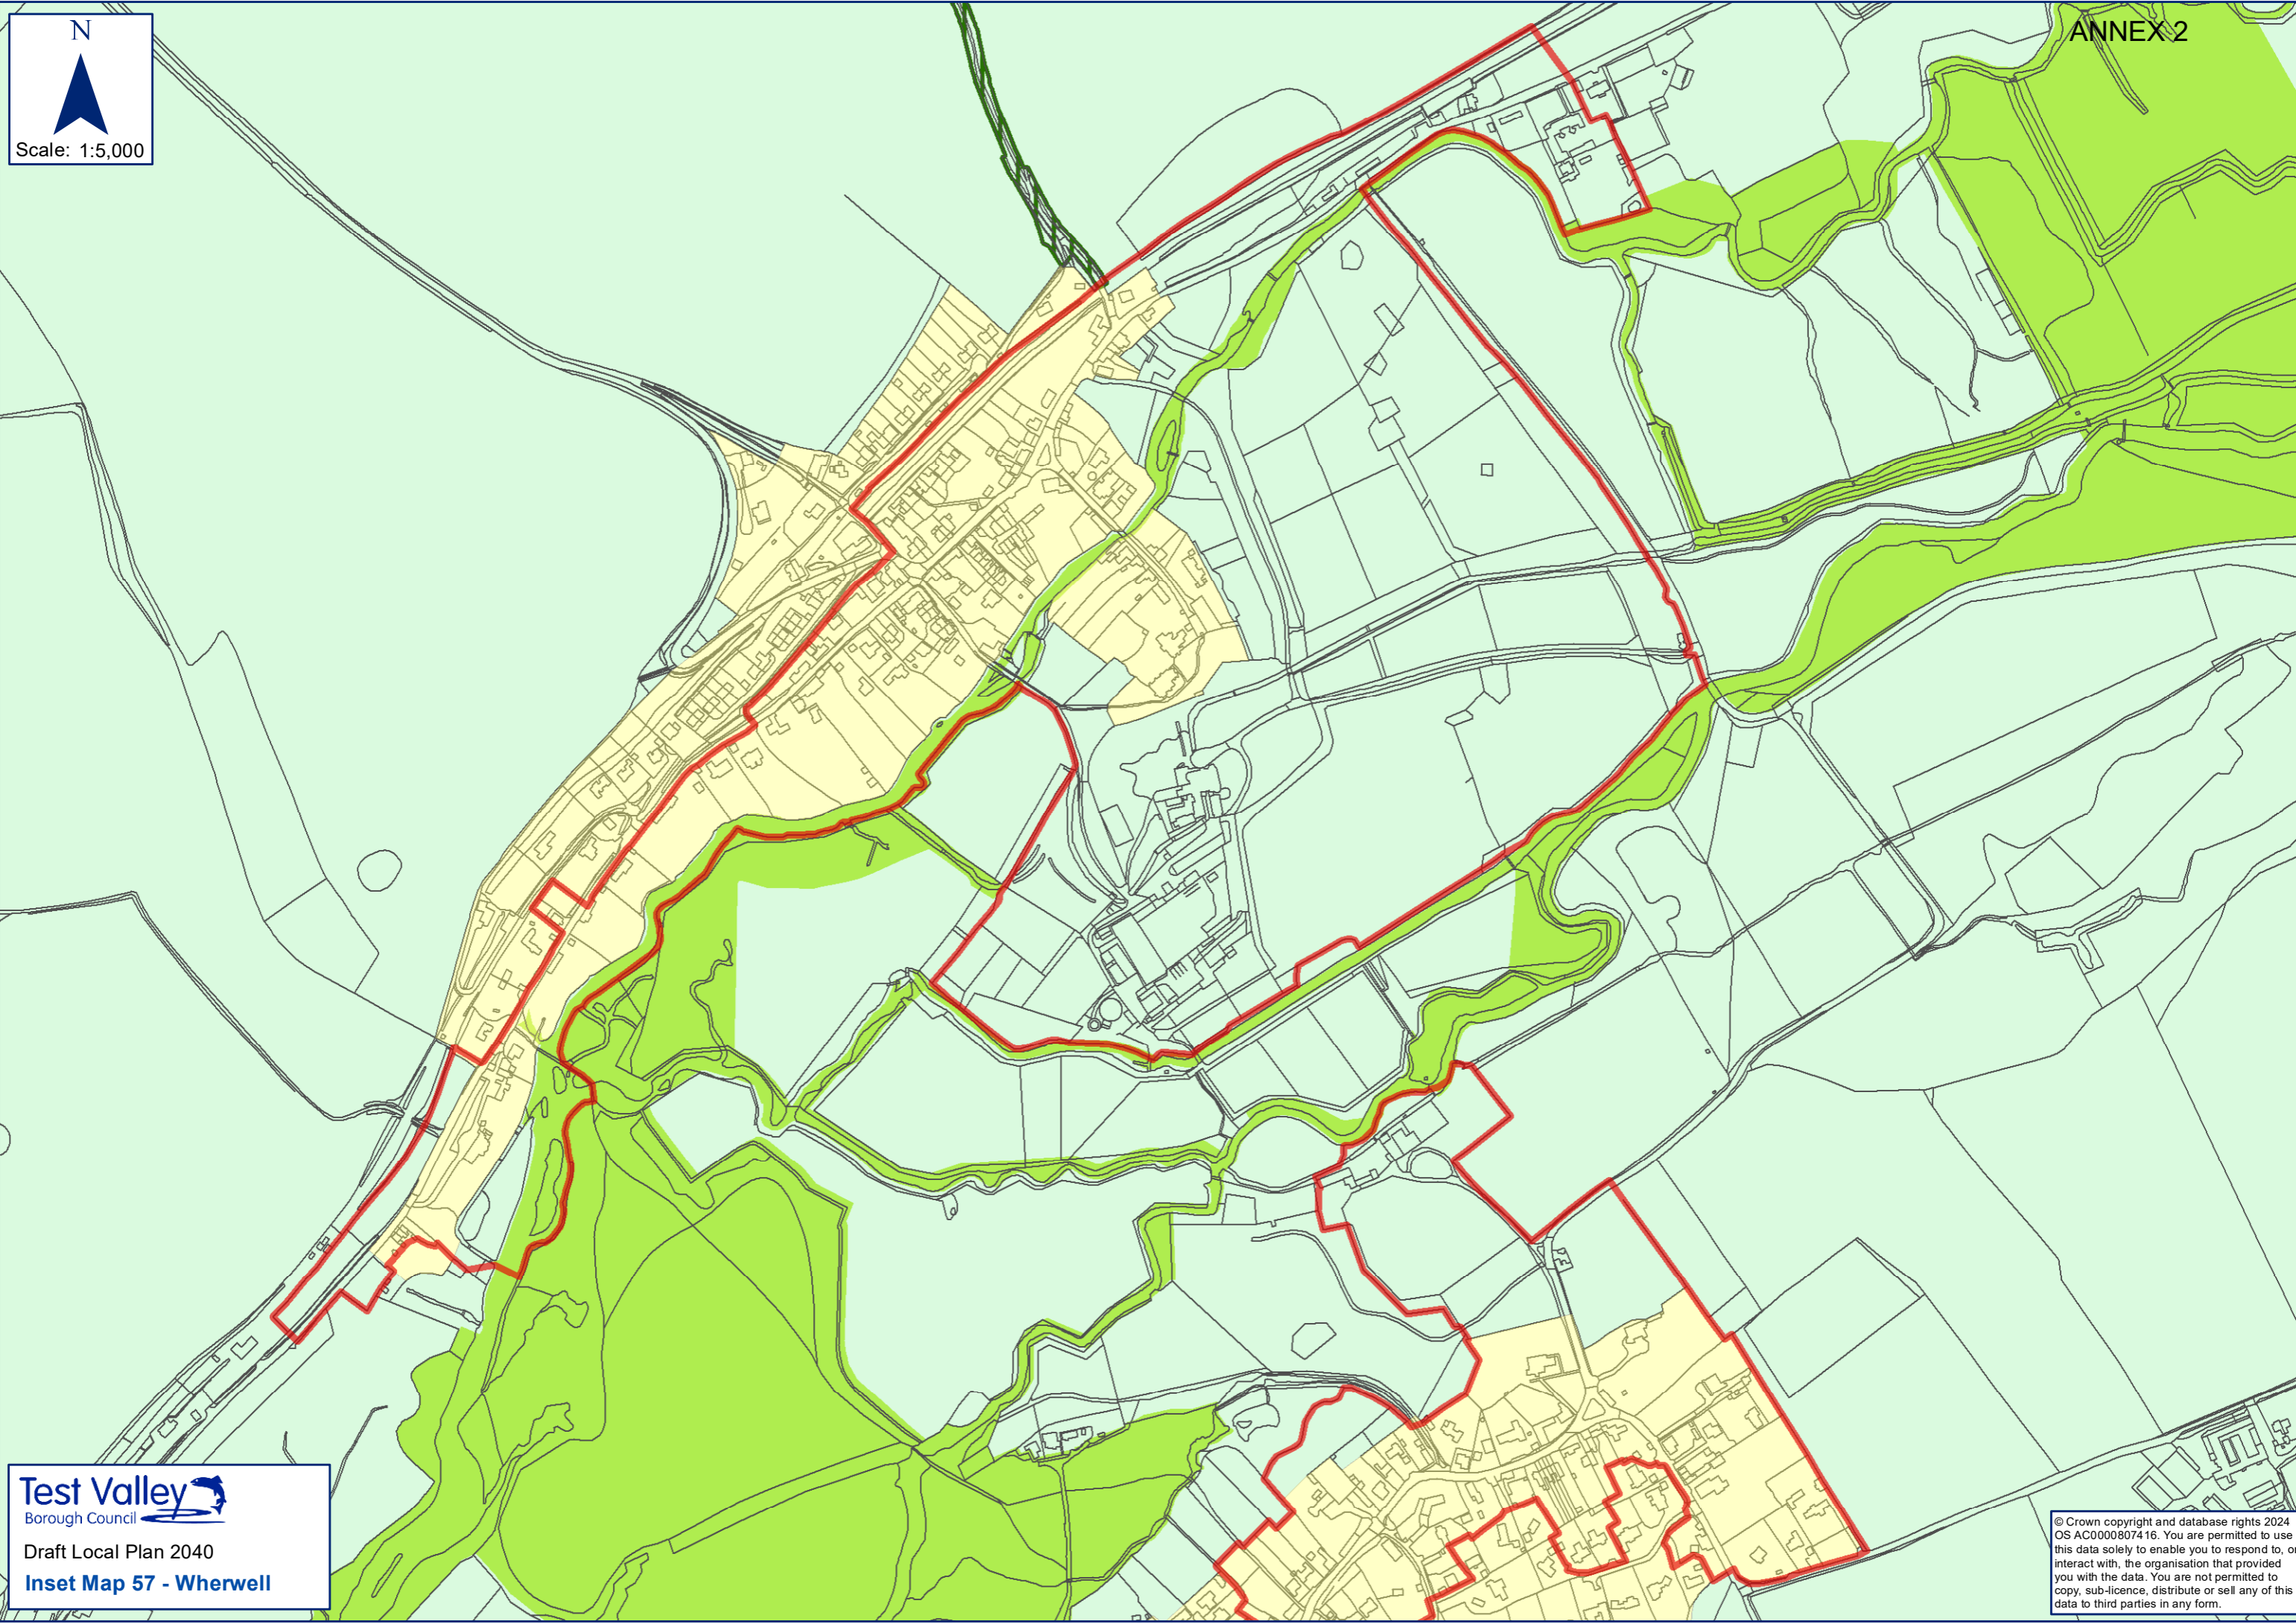 N
Scale: 1:5,000
ANNEX 2
Test Valley
Borough Council
Draft Local Plan 2040
Inset Map 57 - Wherwell
© Crown copyright and database rights 2024
OS AC0000807416. You are permitted to use
this data solely to enable you to respond to, or
interact with, the organisation that provided
you with the data. You are not permitted to
copy, sub-licence, distribute or sell any of this
data to third parties in any form.